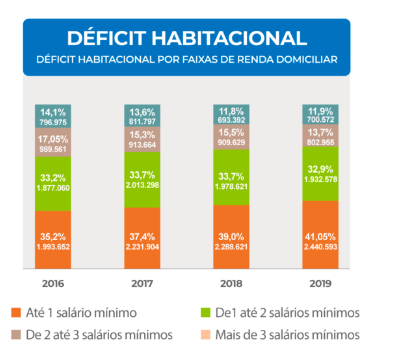 DÉFICIT HABITACIONAL
DÉFICIT HABITACIONAL POR FAIXAS DE RENDA DOMICILIAR
14,1% 13,6% 11,8% 11,9%
796.975 811.797 693.392 700.572
17,05% 15,3% 15,5% 13,7%
989.561 913.664 909.629 802.955
33,2% 33,7% 33,7% 32,9%
1.877.060 2.013.298 1.978.621 1.932.578
35,2% 37,4% 39,0% 41,05%
1.993.652 2.231.904 2.288.621 2.440.593
2016 2017 2018 2019
Até 1 salário mínimo De1 até 2 salários mínimos
De 2 até 3 salários mínimos Mais de 3 salários mínimos